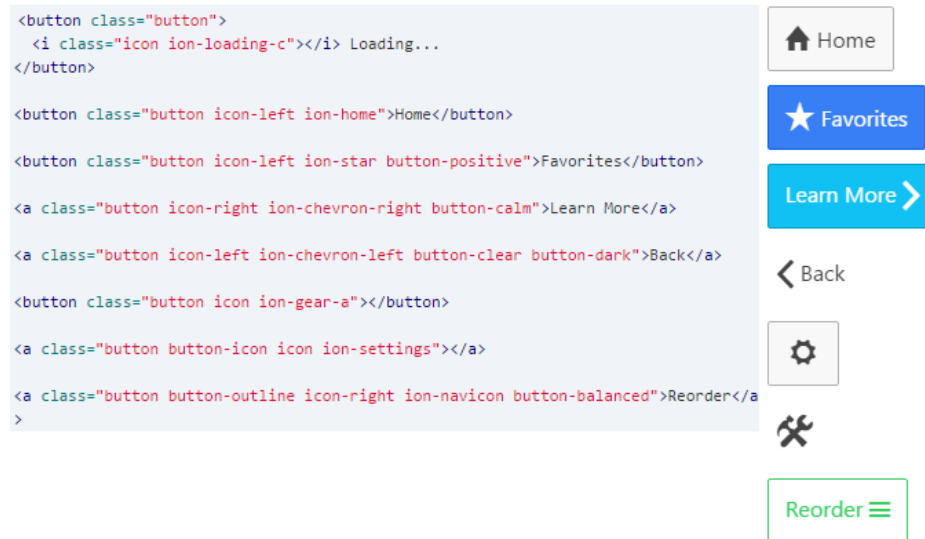 <button class="button">
<i class="icon ion-loading-c"></i> Loading...
</button>
<button class="button icon-left ion-home">Home</button>
<button class="button icon-left ion-star button-positive">Favorites</button>
<a class="button icon-right ion-chevron-right button-calm">Learn More</a>
<a class="button icon-left ion-chevron-left button-clear button-dark">Back</a>
<button class="button icon ion-gear-a"></button>
<a class="button button-icon icon ion-settings"></a>
<a class="button button-outline icon-right ion-navicon button-balanced">Reorder</a
>
Home
Favorites
Learn More
Back
Reorder